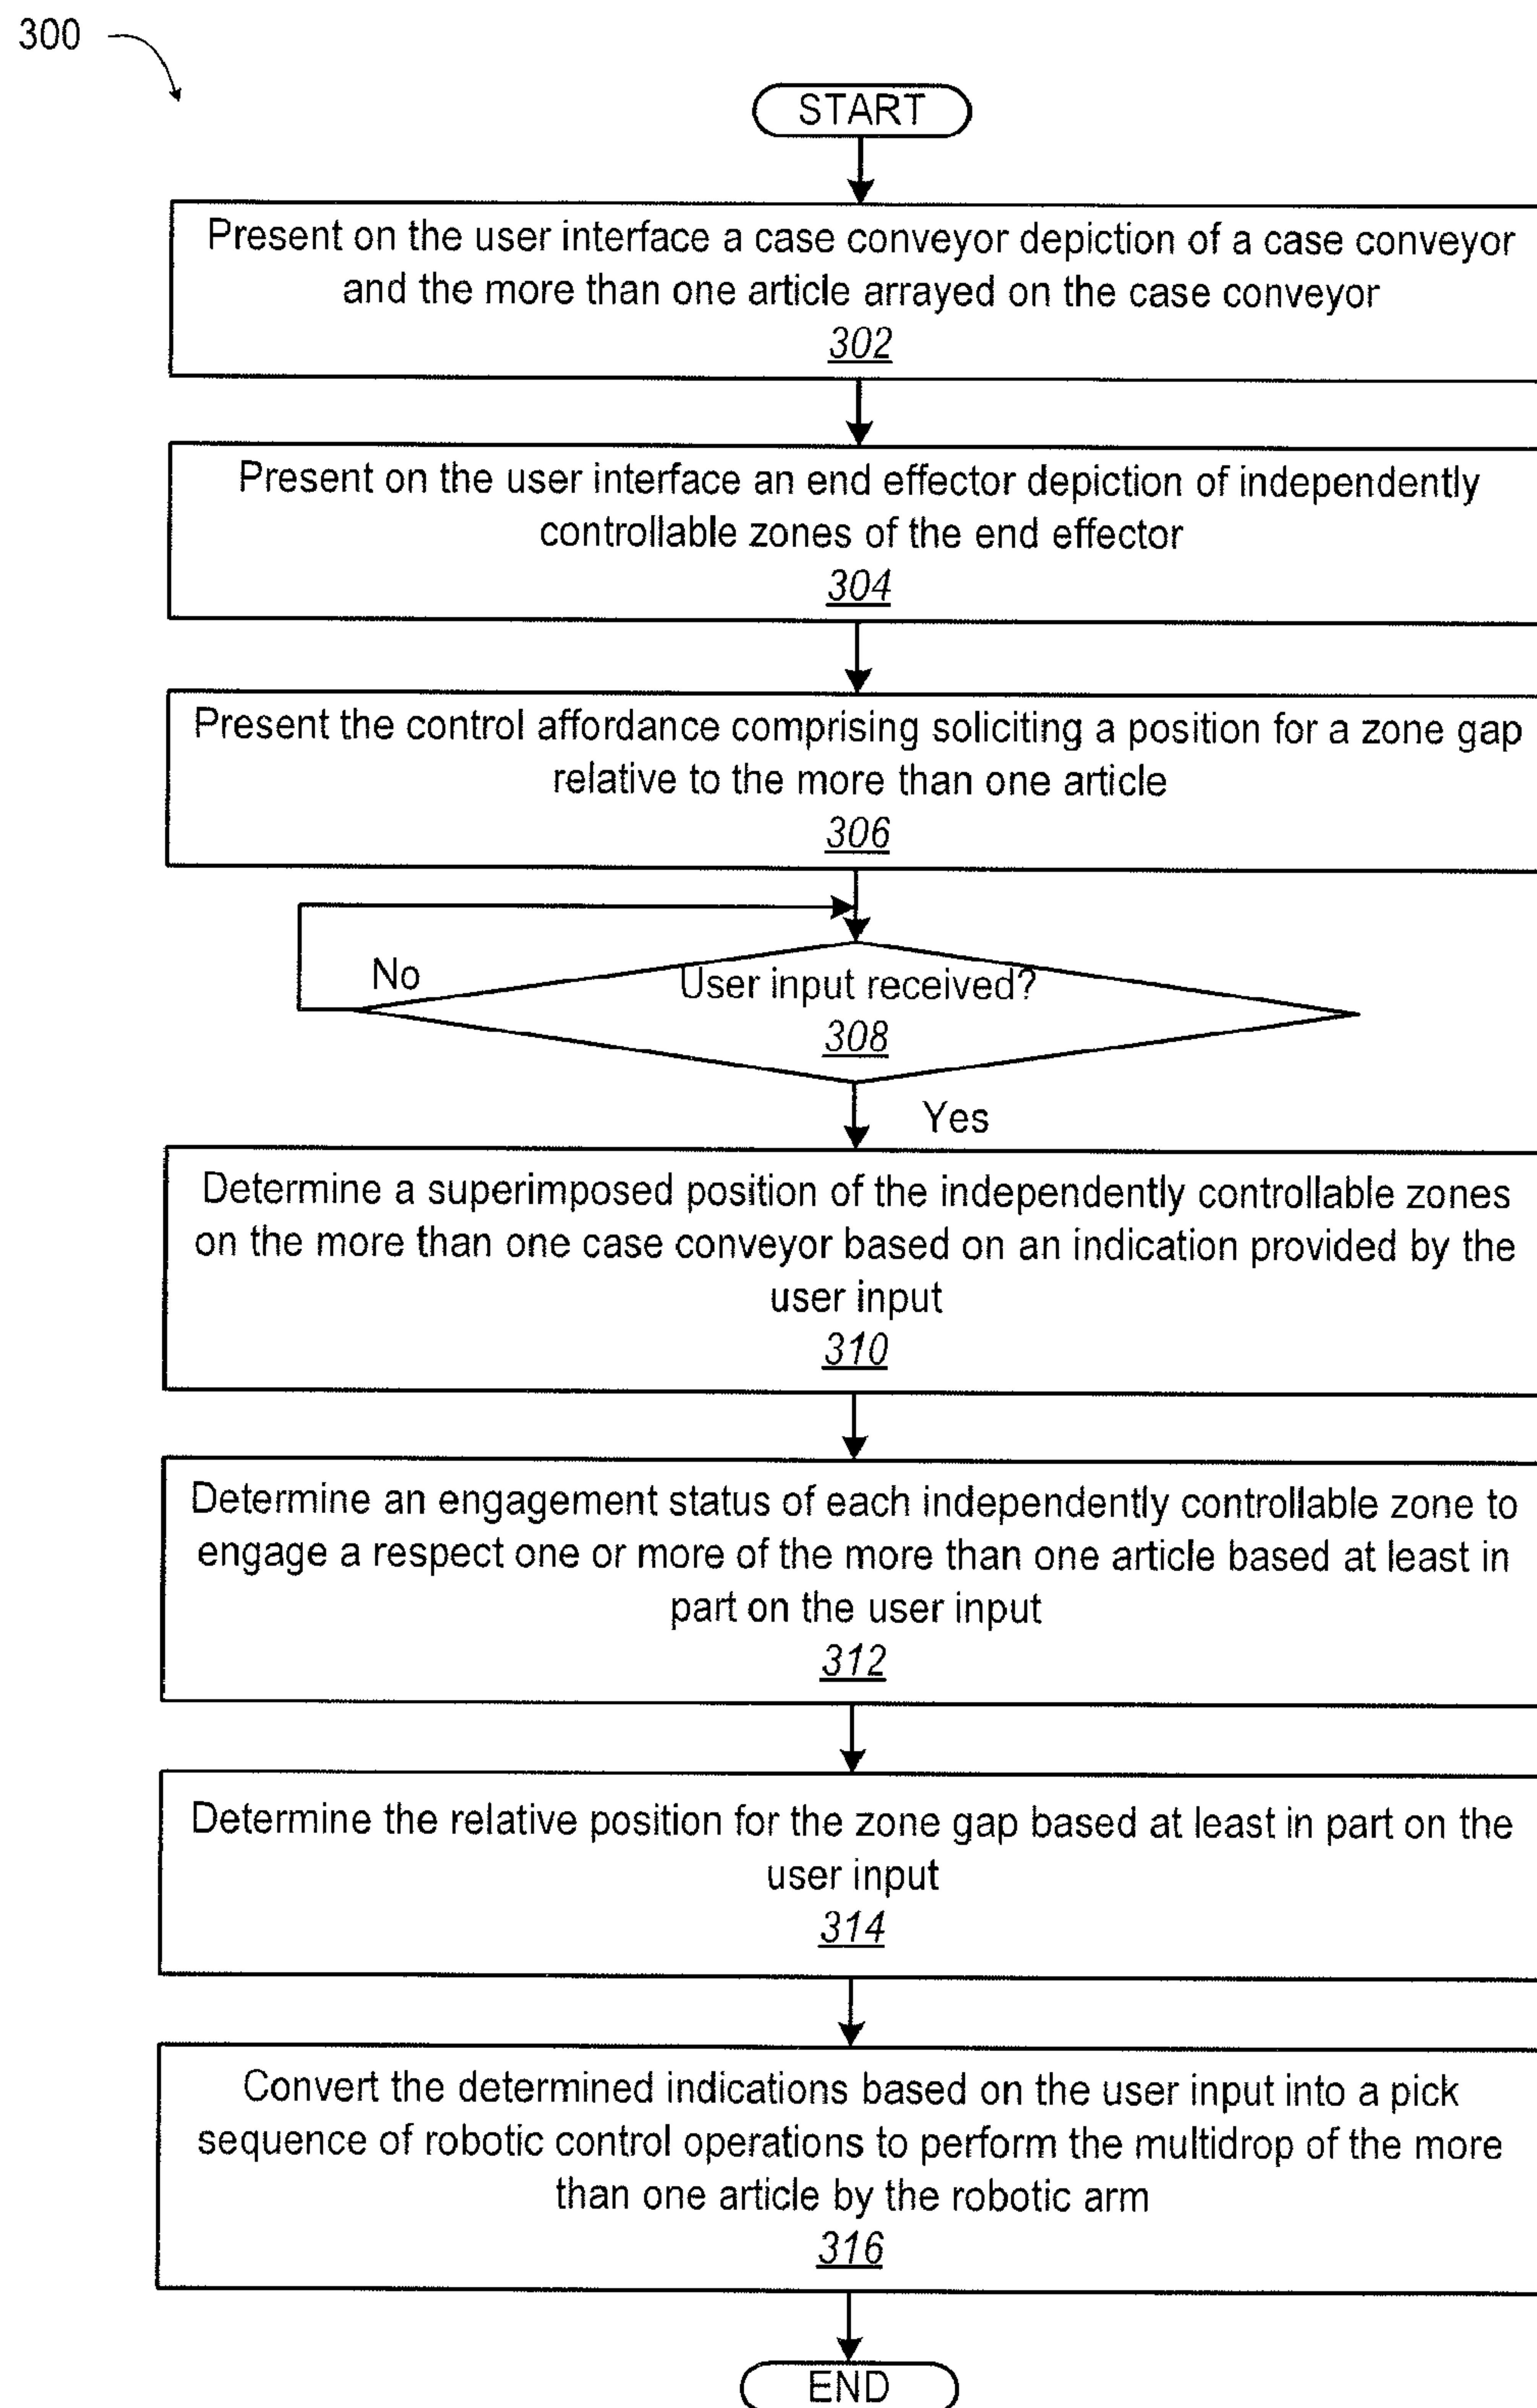 300
START
Present on the user interface a case conveyor depiction of a case conveyor
and the more than one article arrayed on the case conveyor
302
Present on the user interface an end effector depiction of independently
controllable zones of the end effector
304
Present the control affordance comprising soliciting a position for a zone gap
relative to the more than one article
306
No
User input received?
308
Yes
Determine a superimposed position of the independently controllable zones
on the more than one case conveyor based on an indication provided by the
user input
310
Determine an engagement status of each independently controllable zone to
engage a respect one or more of the more than one article based at least in
part on the user input
312
Determine the relative position for the zone gap based at least in part on the
user input
314
Convert the determined indications based on the user input into a pick
sequence of robotic control operations to perform the multidrop of the more
than one article by the robotic arm
316
END